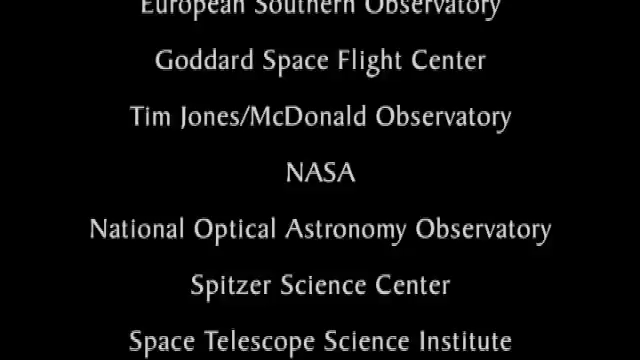 European Southern Observatory
Goddard Space Flight Center
Tim Jones/McDonald Observatory
NASA
National Optical Astronomy Observatory
Spitzer Science Center
Space Telescope Science Institute